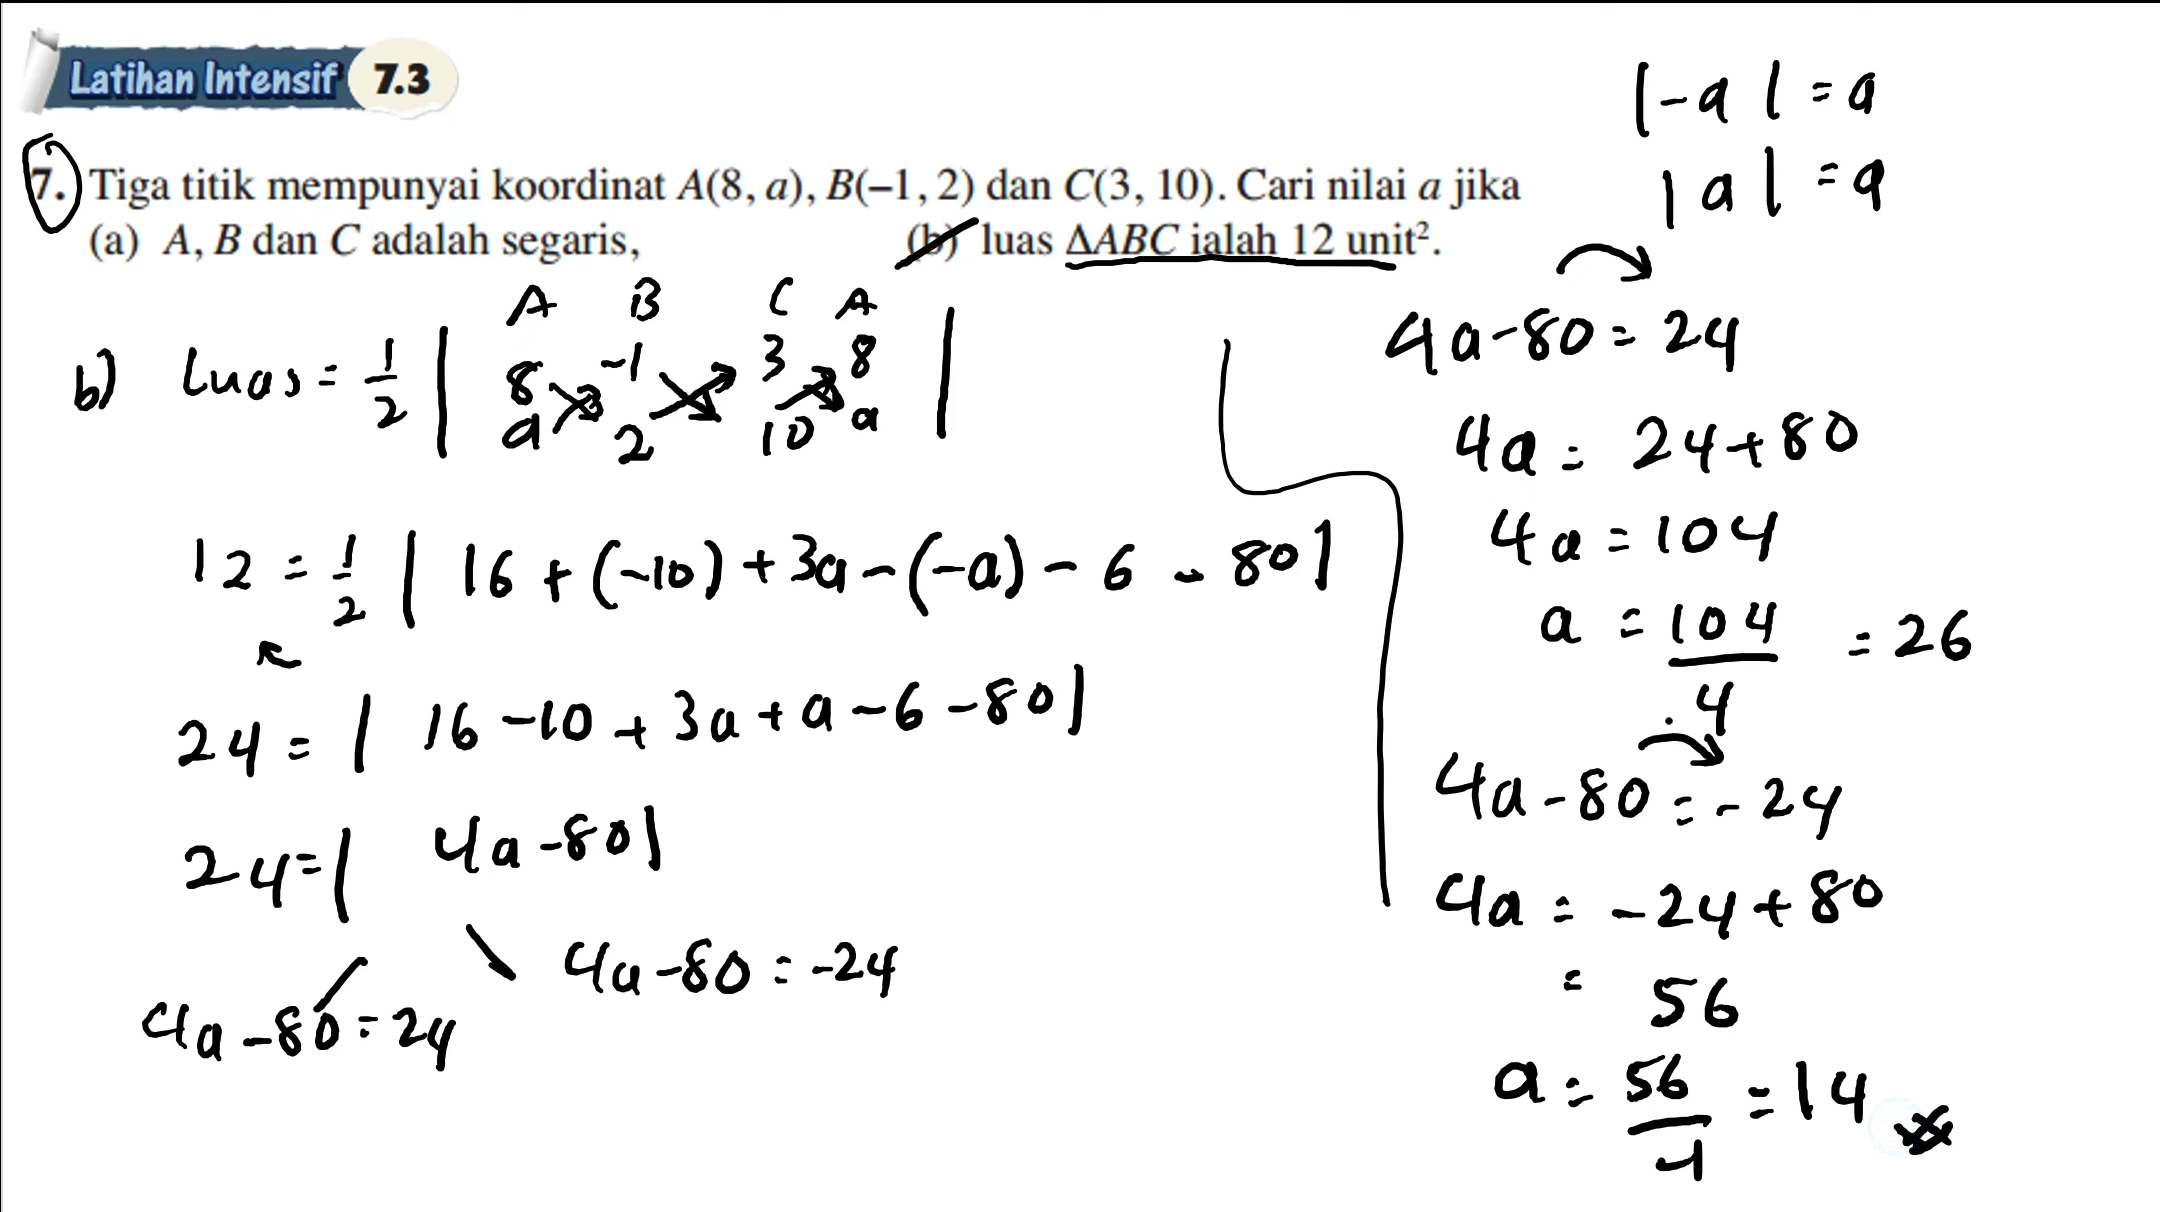 Latihan Intensif 7.3
7. Tiga titik mempunyai koordinat A(8, a), B(–1, 2) dan C(3, 10). Cari nilai a jika
(a) A, B dan C adalah segaris, (b) luas ΔABC ialah 12 unit².
A B C A
b) Luas = 1/2 | 8 -1 3 8
a 2 10 a |
12 = 1/2 | 16 + (-10) + 3a - (-a) - 6 - 80 |
24 = | 16 - 10 + 3a + a - 6 - 80 |
24 = | 4a - 80 |
4a - 80 = -24
4a - 80 = 24
|-a| = a
|a| = a
4a - 80 = 24
4a = 24 + 80
4a = 104
a = 104/4 = 26
4a - 80 = -24
4a = -24 + 80
= 56
a = 56/4 = 14